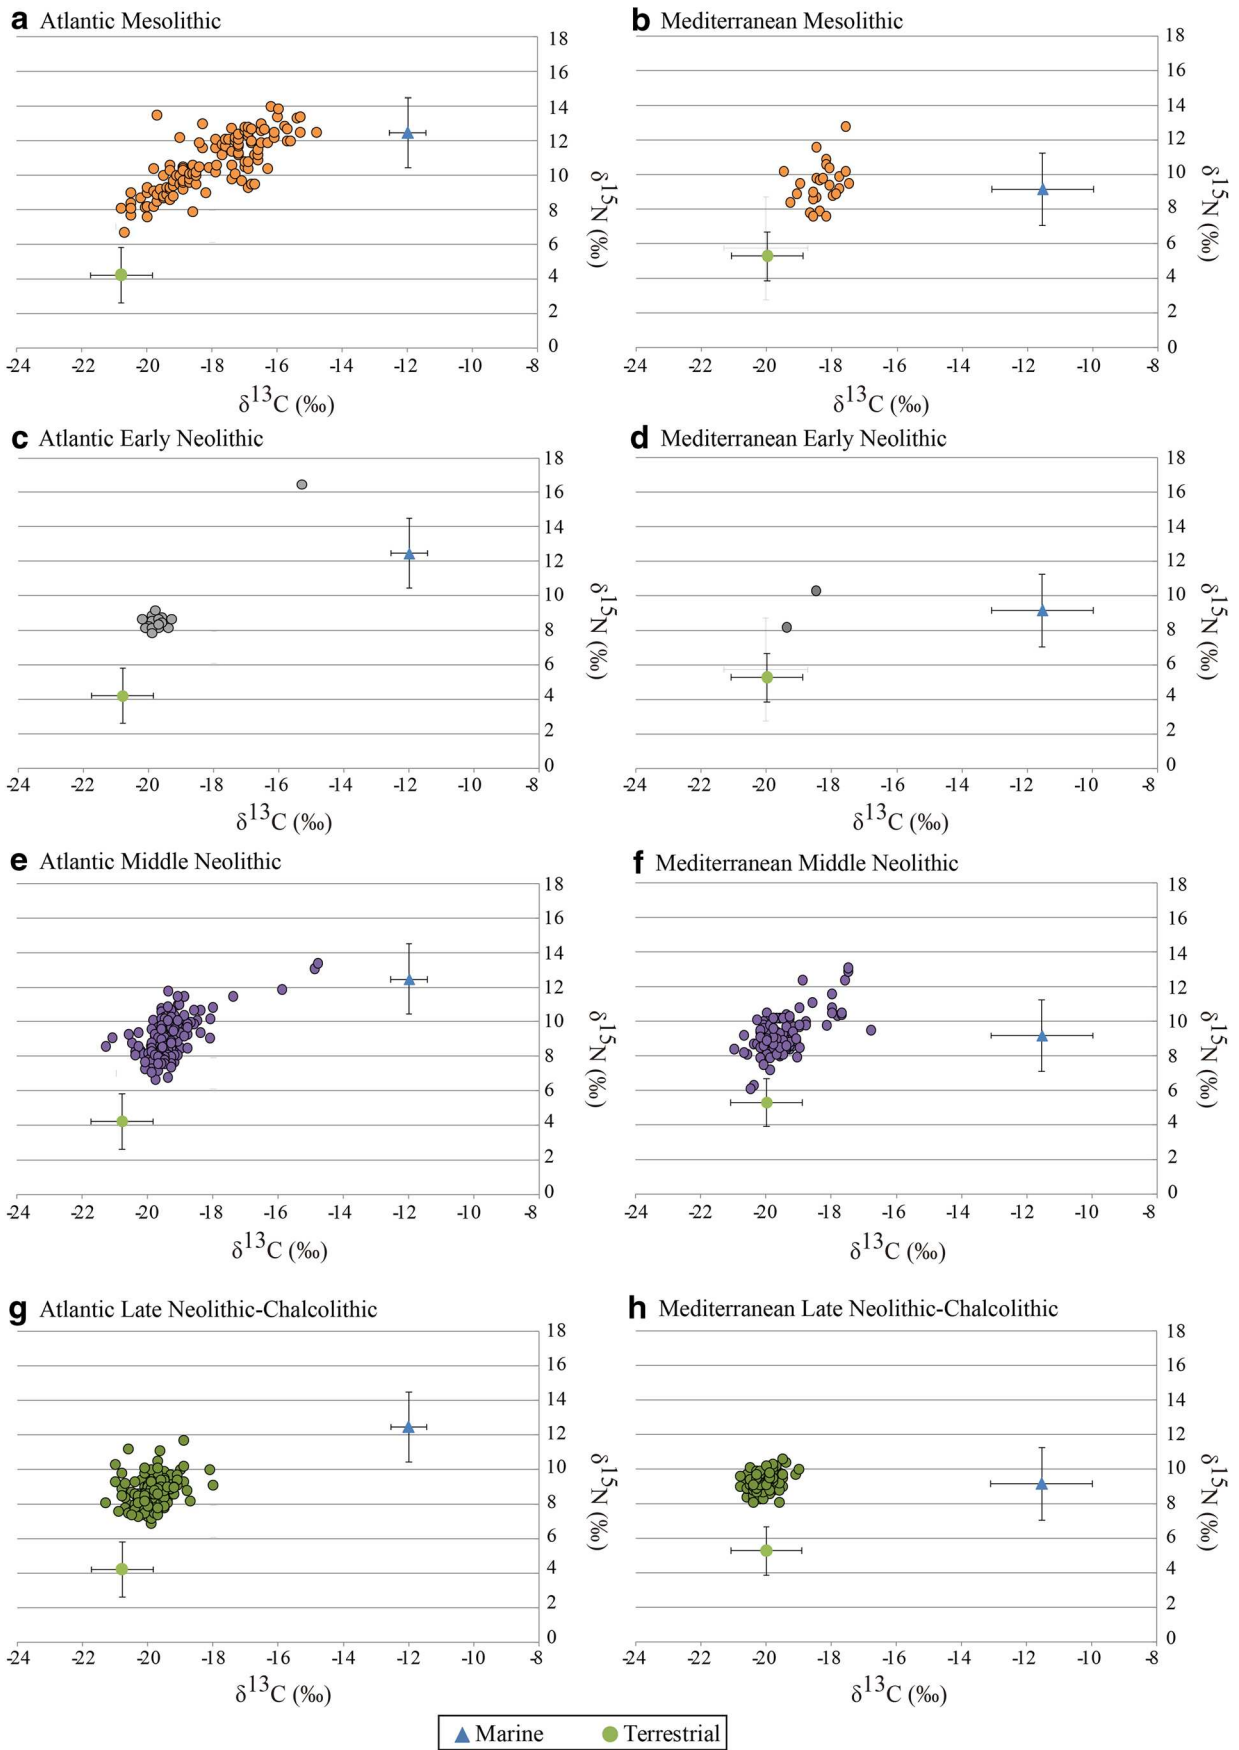 a Atlantic Mesolithic
18
16
14
12
10
8
6
4
2
0
δ15N (‰)
-24 -22 -20 -18 -16 -14 -12 -10 -8
δ13C (‰)
b Mediterranean Mesolithic
18
16
14
12
10
8
6
4
2
0
δ15N (‰)
-24 -22 -20 -18 -16 -14 -12 -10 -8
δ13C (‰)
c Atlantic Early Neolithic
18
16
14
12
10
8
6
4
2
0
δ15N (‰)
-24 -22 -20 -18 -16 -14 -12 -10 -8
δ13C (‰)
d Mediterranean Early Neolithic
18
16
14
12
10
8
6
4
2
0
δ15N (‰)
-24 -22 -20 -18 -16 -14 -12 -10 -8
δ13C (‰)
e Atlantic Middle Neolithic
18
16
14
12
10
8
6
4
2
0
δ15N (‰)
-24 -22 -20 -18 -16 -14 -12 -10 -8
δ13C (‰)
f Mediterranean Middle Neolithic
18
16
14
12
10
8
6
4
2
0
δ15N (‰)
-24 -22 -20 -18 -16 -14 -12 -10 -8
δ13C (‰)
g Atlantic Late Neolithic-Chalcolithic
18
16
14
12
10
8
6
4
2
0
δ15N (‰)
-24 -22 -20 -18 -16 -14 -12 -10 -8
δ13C (‰)
h Mediterranean Late Neolithic-Chalcolithic
18
16
14
12
10
8
6
4
2
0
δ15N (‰)
-24 -22 -20 -18 -16 -14 -12 -10 -8
δ13C (‰)
Marine Terrestrial